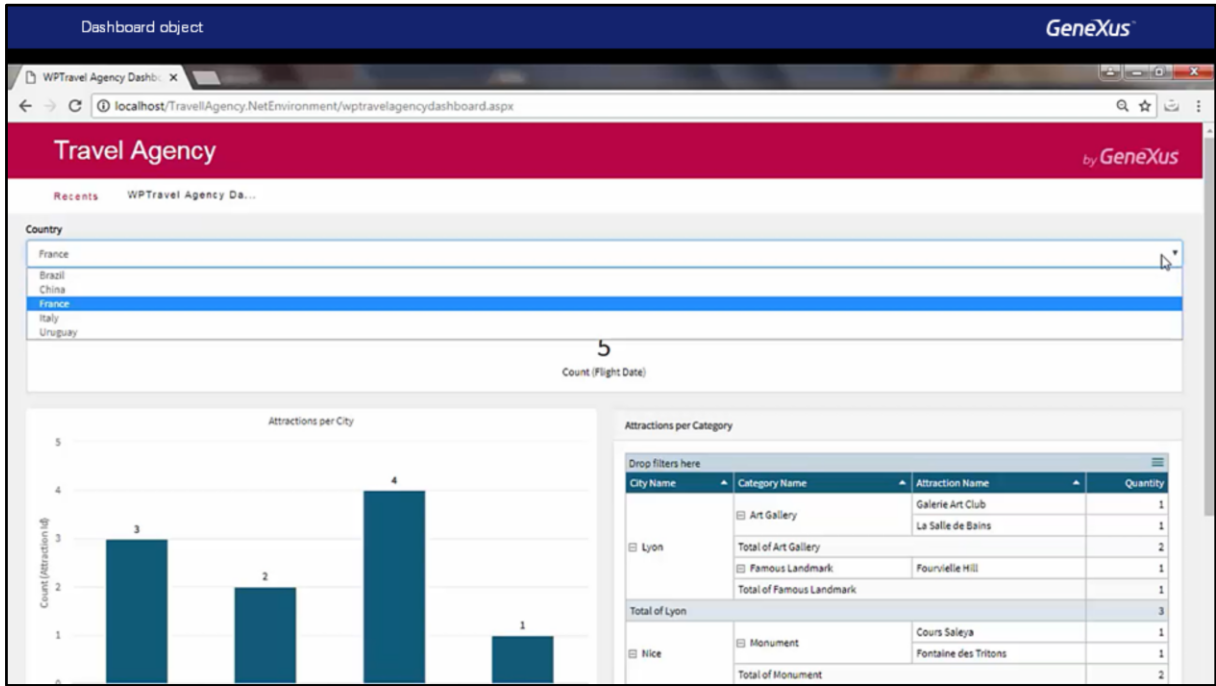 Dashboard object
GeneXus™
WPTravel Agency Dashb
localhost/TravellAgency.NetEnvironment/wptravelagencydashboard.aspx
Travel Agency
by GeneXus
Recents WPTravel Agency Da...
Country
France
Brazil
China
France
Italy
Uruguay
5
Count (Flight Date)
Attractions per City
5
4
3
2
1
0
Count (Attraction Id)
3
2
4
1
Attractions per Category
Drop filters here
City Name Category Name Attraction Name Quantity
Lyon
Art Gallery
Galerie Art Club 1
La Salle de Bains 1
Total of Art Gallery 2
Famous Landmark Fourvielle Hill 1
Total of Famous Landmark 1
Total of Lyon 3
Nice
Monument
Cours Saleya 1
Fontaine des Tritons 1
Total of Monument 2